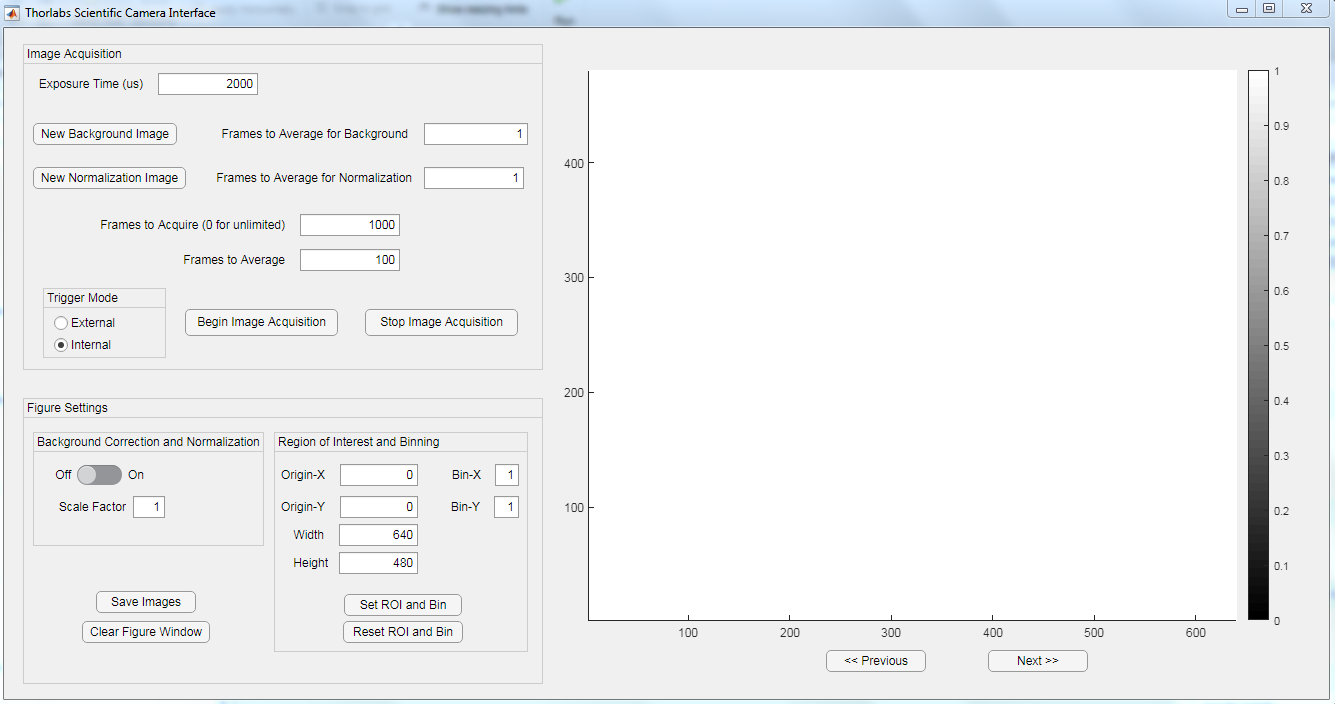 Thorlabs Scientific Camera Interface
Image Acquisition
Exposure Time (us) 2000
New Background Image Frames to Average for Background 1
New Normalization Image Frames to Average for Normalization 1
Frames to Acquire (0 for unlimited) 1000
Frames to Average 100
Trigger Mode
External
Internal
Begin Image Acquisition Stop Image Acquisition
Figure Settings
Background Correction and Normalization
Off On
Scale Factor 1
Region of Interest and Binning
Origin-X 0 Bin-X 1
Origin-Y 0 Bin-Y 1
Width 640
Height 480
Set ROI and Bin
Reset ROI and Bin
Save Images
Clear Figure Window
400
300
200
100
100 200 300 400 500 600
1
0.9
0.8
0.7
0.6
0.5
0.4
0.3
0.2
0.1
0
<< Previous Next >>